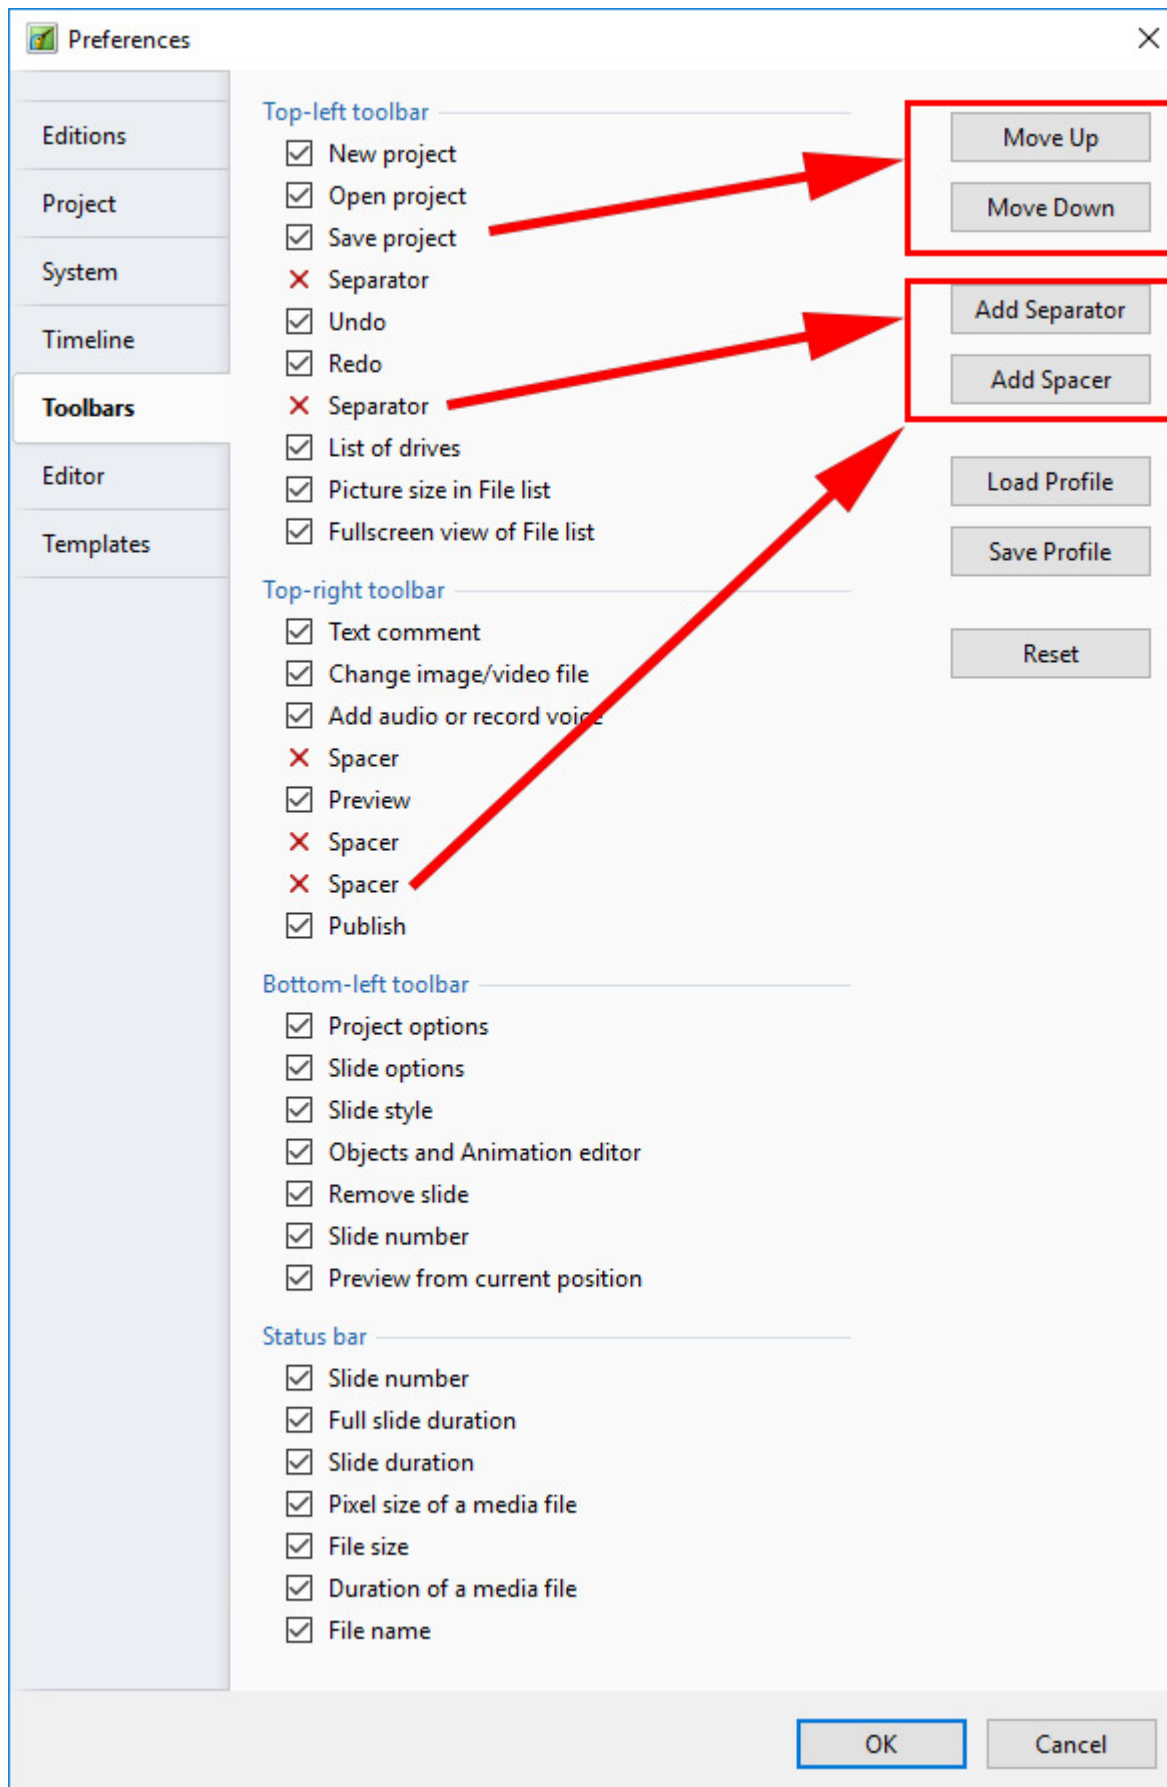 Preferences
Editions
Project
System
Timeline
Toolbars
Editor
Templates
Top-left toolbar
New project
Open project
Save project
Separator
Undo
Redo
Separator
List of drives
Picture size in File list
Fullscreen view of File list
Top-right toolbar
Text comment
Change image/video file
Add audio or record voice
Spacer
Preview
Spacer
Spacer
Publish
Bottom-left toolbar
Project options
Slide options
Slide style
Objects and Animation editor
Remove slide
Slide number
Preview from current position
Status bar
Slide number
Full slide duration
Slide duration
Pixel size of a media file
File size
Duration of a media file
File name
Move Up
Move Down
Add Separator
Add Spacer
Load Profile
Save Profile
Reset
OK
Cancel